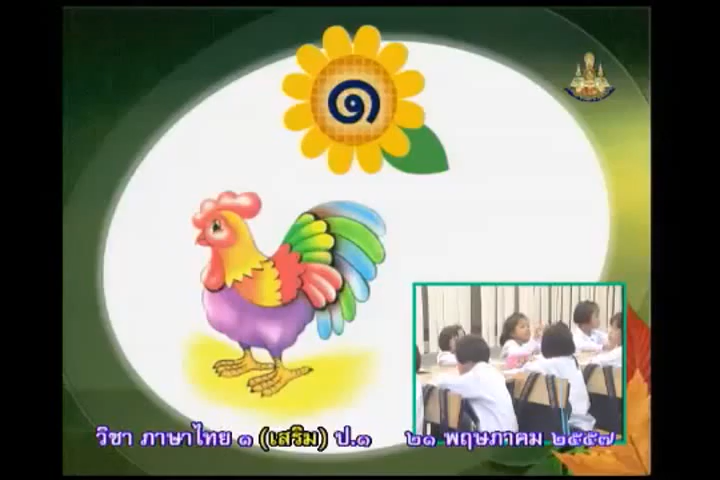 ๑
วิชา ภาษาไทย ๑ (เสริม) ป.๑ ๒๑ พฤษภาคม ๒๕๕๗